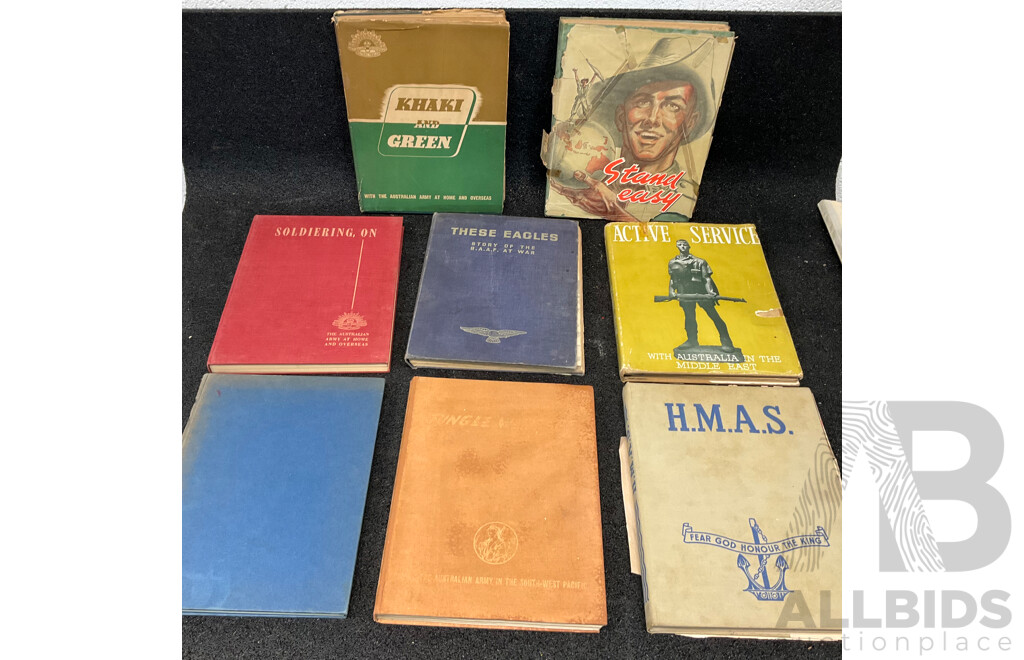 KHAKI
AND
GREEN
WITH THE AUSTRALIAN ARMY AT HOME AND OVERSEAS
Stand
easy
SOLDIERING, ON
THE AUSTRALIAN
ARMY AT HOME
AND OVERSEAS
THESE EAGLES
STORY OF THE
R.A.A.F. AT WAR
ACTIVE SERVICE
WITH AUSTRALIA IN THE
MIDDLE EAST
JUNGLE
AUSTRALIAN ARMY IN THE SOUTH-WEST PACIFIC
H.M.A.S.
FEAR GOD HONOUR THE KING
AB
ALLBIDS
auctionplace